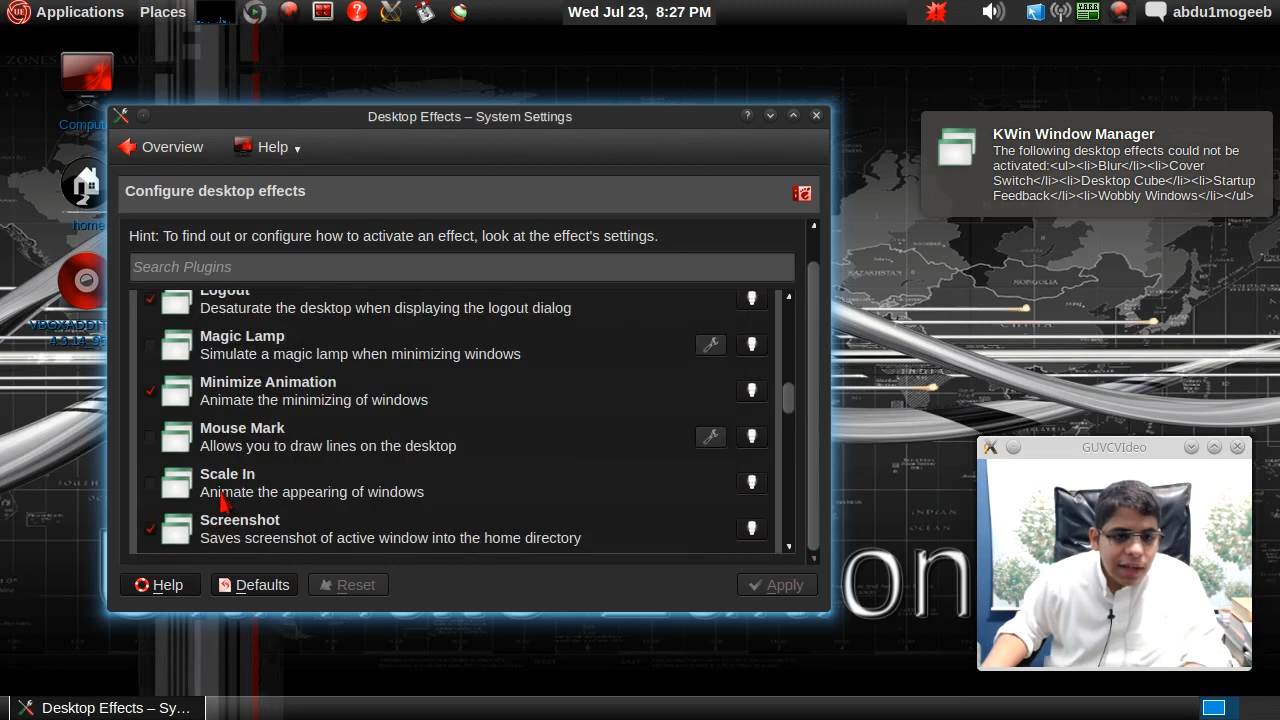 Applications Places Wed Jul 23, 8:27 PM abdu1mogeeb
Desktop Effects – System Settings
Overview Help
Configure desktop effects
Hint: To find out or configure how to activate an effect, look at the effect's settings.
Search Plugins
Logout
Desaturate the desktop when displaying the logout dialog
Magic Lamp
Simulate a magic lamp when minimizing windows
Minimize Animation
Animate the minimizing of windows
Mouse Mark
Allows you to draw lines on the desktop
Scale In
Animate the appearing of windows
Screenshot
Saves screenshot of active window into the home directory
Help Defaults Reset Apply
KWin Window Manager
The following desktop effects could not be
activated:<ul><li>Blur</li><li>Cover
Switch</li><li>Desktop Cube</li><li>Startup
Feedback</li><li>Wobbly Windows</li></ul>
home
KAZAKHSTAN
MONGOLIA
CHINA
GUVCVideo
INDIAN
OCEAN
on
Desktop Effects – Sy...